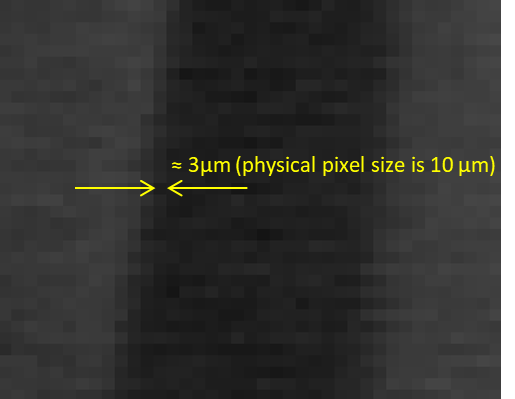 ≈ 3µm (physical pixel size is 10 µm)